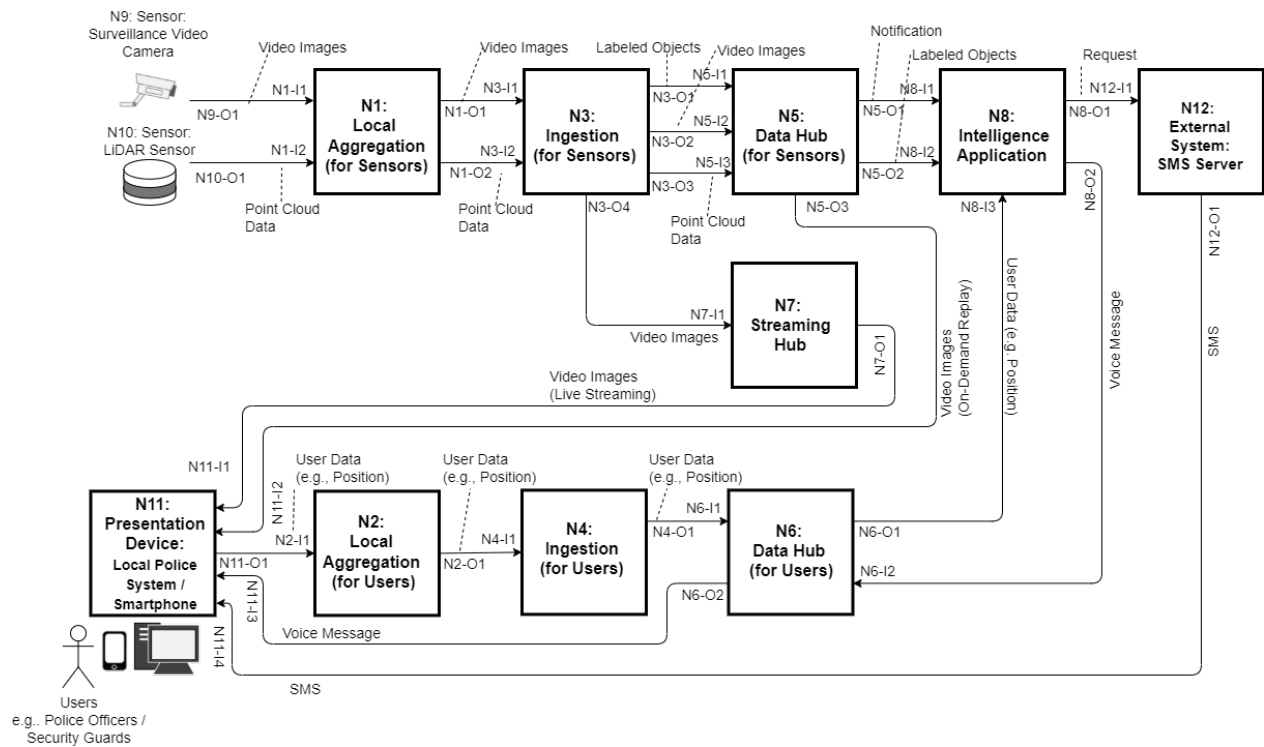 N9: Sensor:
Surveillance Video
Camera
Video Images
N9-O1
N1-I1
N10: Sensor:
LiDAR Sensor
N10-O1
N1-I2
Point Cloud
Data
N1:
Local
Aggregation
(for Sensors)
Video Images
N1-O1
N3-I1
N3-I2
N1-O2
Point Cloud
Data
N3:
Ingestion
(for Sensors)
Labeled Objects
Video Images
N5-I1
N3-O1
N5-I2
N3-O2
N5-I3
N3-O3
N3-O4
Point Cloud
Data
N5:
Data Hub
(for Sensors)
Notification
Labeled Objects
N8-I1
N5-O1
N8-I2
N5-O2
N5-O3
N8:
Intelligence
Application
N8-I3
Request
N12-I1
N8-O1
N8-O2
N12:
External
System:
SMS Server
N12-O1
N7-I1
Video Images
N7:
Streaming
Hub
N7-O1
Video Images
(Live Streaming)
Video Images
(On-Demand Replay)
User Data (e.g. Position)
Voice Message
SMS
N11-I1
N11-I2
N11:
Presentation
Device:
Local Police
System /
Smartphone
N11-O1
N11-I3
N11-I4
User Data
(e.g., Position)
N2-I1
N2:
Local
Aggregation
(for Users)
User Data
(e.g., Position)
N4-I1
N2-O1
N4:
Ingestion
(for Users)
User Data
(e.g., Position)
N6-I1
N4-O1
N6:
Data Hub
(for Users)
N6-O1
N6-I2
N6-O2
Voice Message
SMS
Users
e.g.. Police Officers /
Security Guards